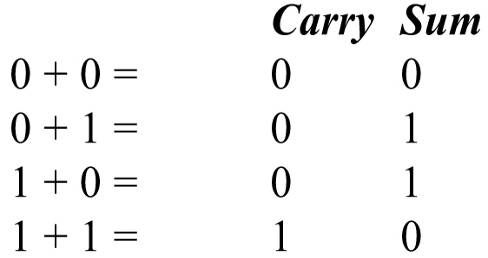 Carry Sum
0 + 0 = 0 0
0 + 1 = 0 1
1 + 0 = 0 1
1 + 1 = 1 0